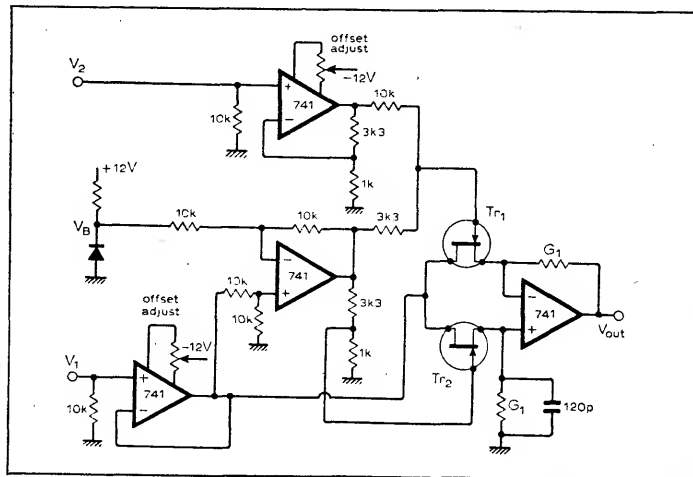 offset
adjust
V2
−12V
+
741
−
10k
10k
3k3
1k
+12V
VB
10k
10k
3k3
−
741
+
10k
10k
3k3
1k
offset
adjust
−12V
V1
+
741
−
10k
Tr1
G1
−
741
+
Vout
Tr2
G1
120p